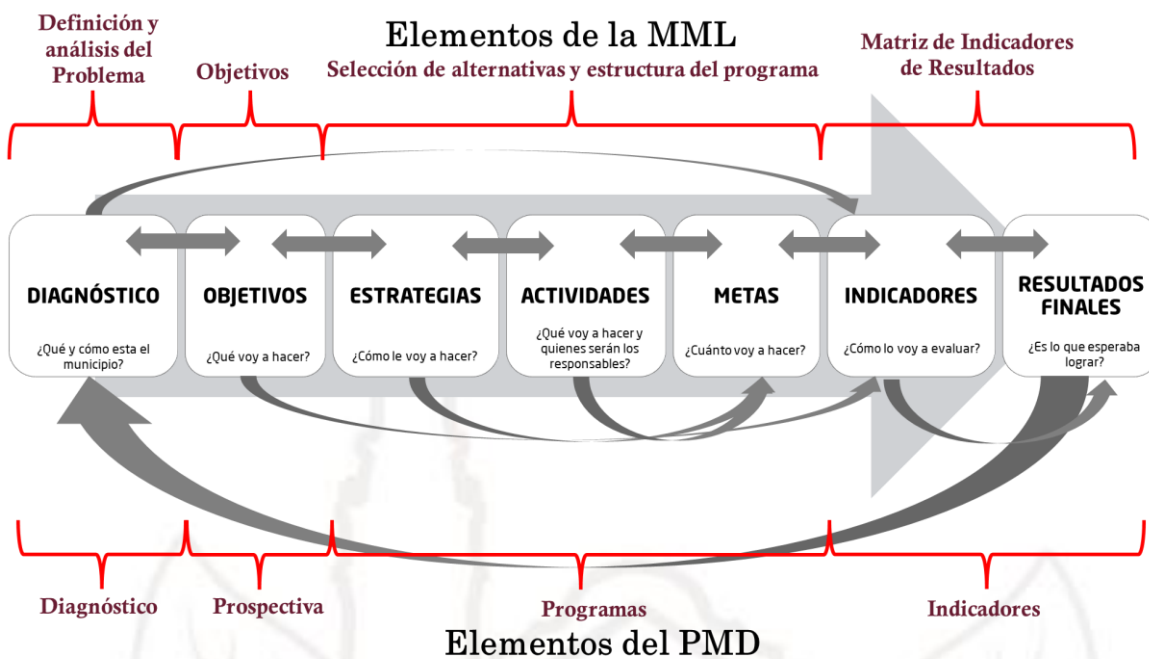 Elementos de la MML
Definición y
análisis del
Problema
Objetivos
Selección de alternativas y estructura del programa
Matriz de Indicadores
de Resultados
DIAGNÓSTICO
¿Qué y cómo esta el
municipio?
OBJETIVOS
¿Qué voy a hacer?
ESTRATEGIAS
¿Cómo le voy a hacer?
ACTIVIDADES
¿Qué voy a hacer y
quienes serán los
responsables?
METAS
¿Cuánto voy a hacer?
INDICADORES
¿Cómo lo voy a evaluar?
RESULTADOS
FINALES
¿Es lo que esperaba
lograr?
Diagnóstico
Prospectiva
Programas
Indicadores
Elementos del PMD